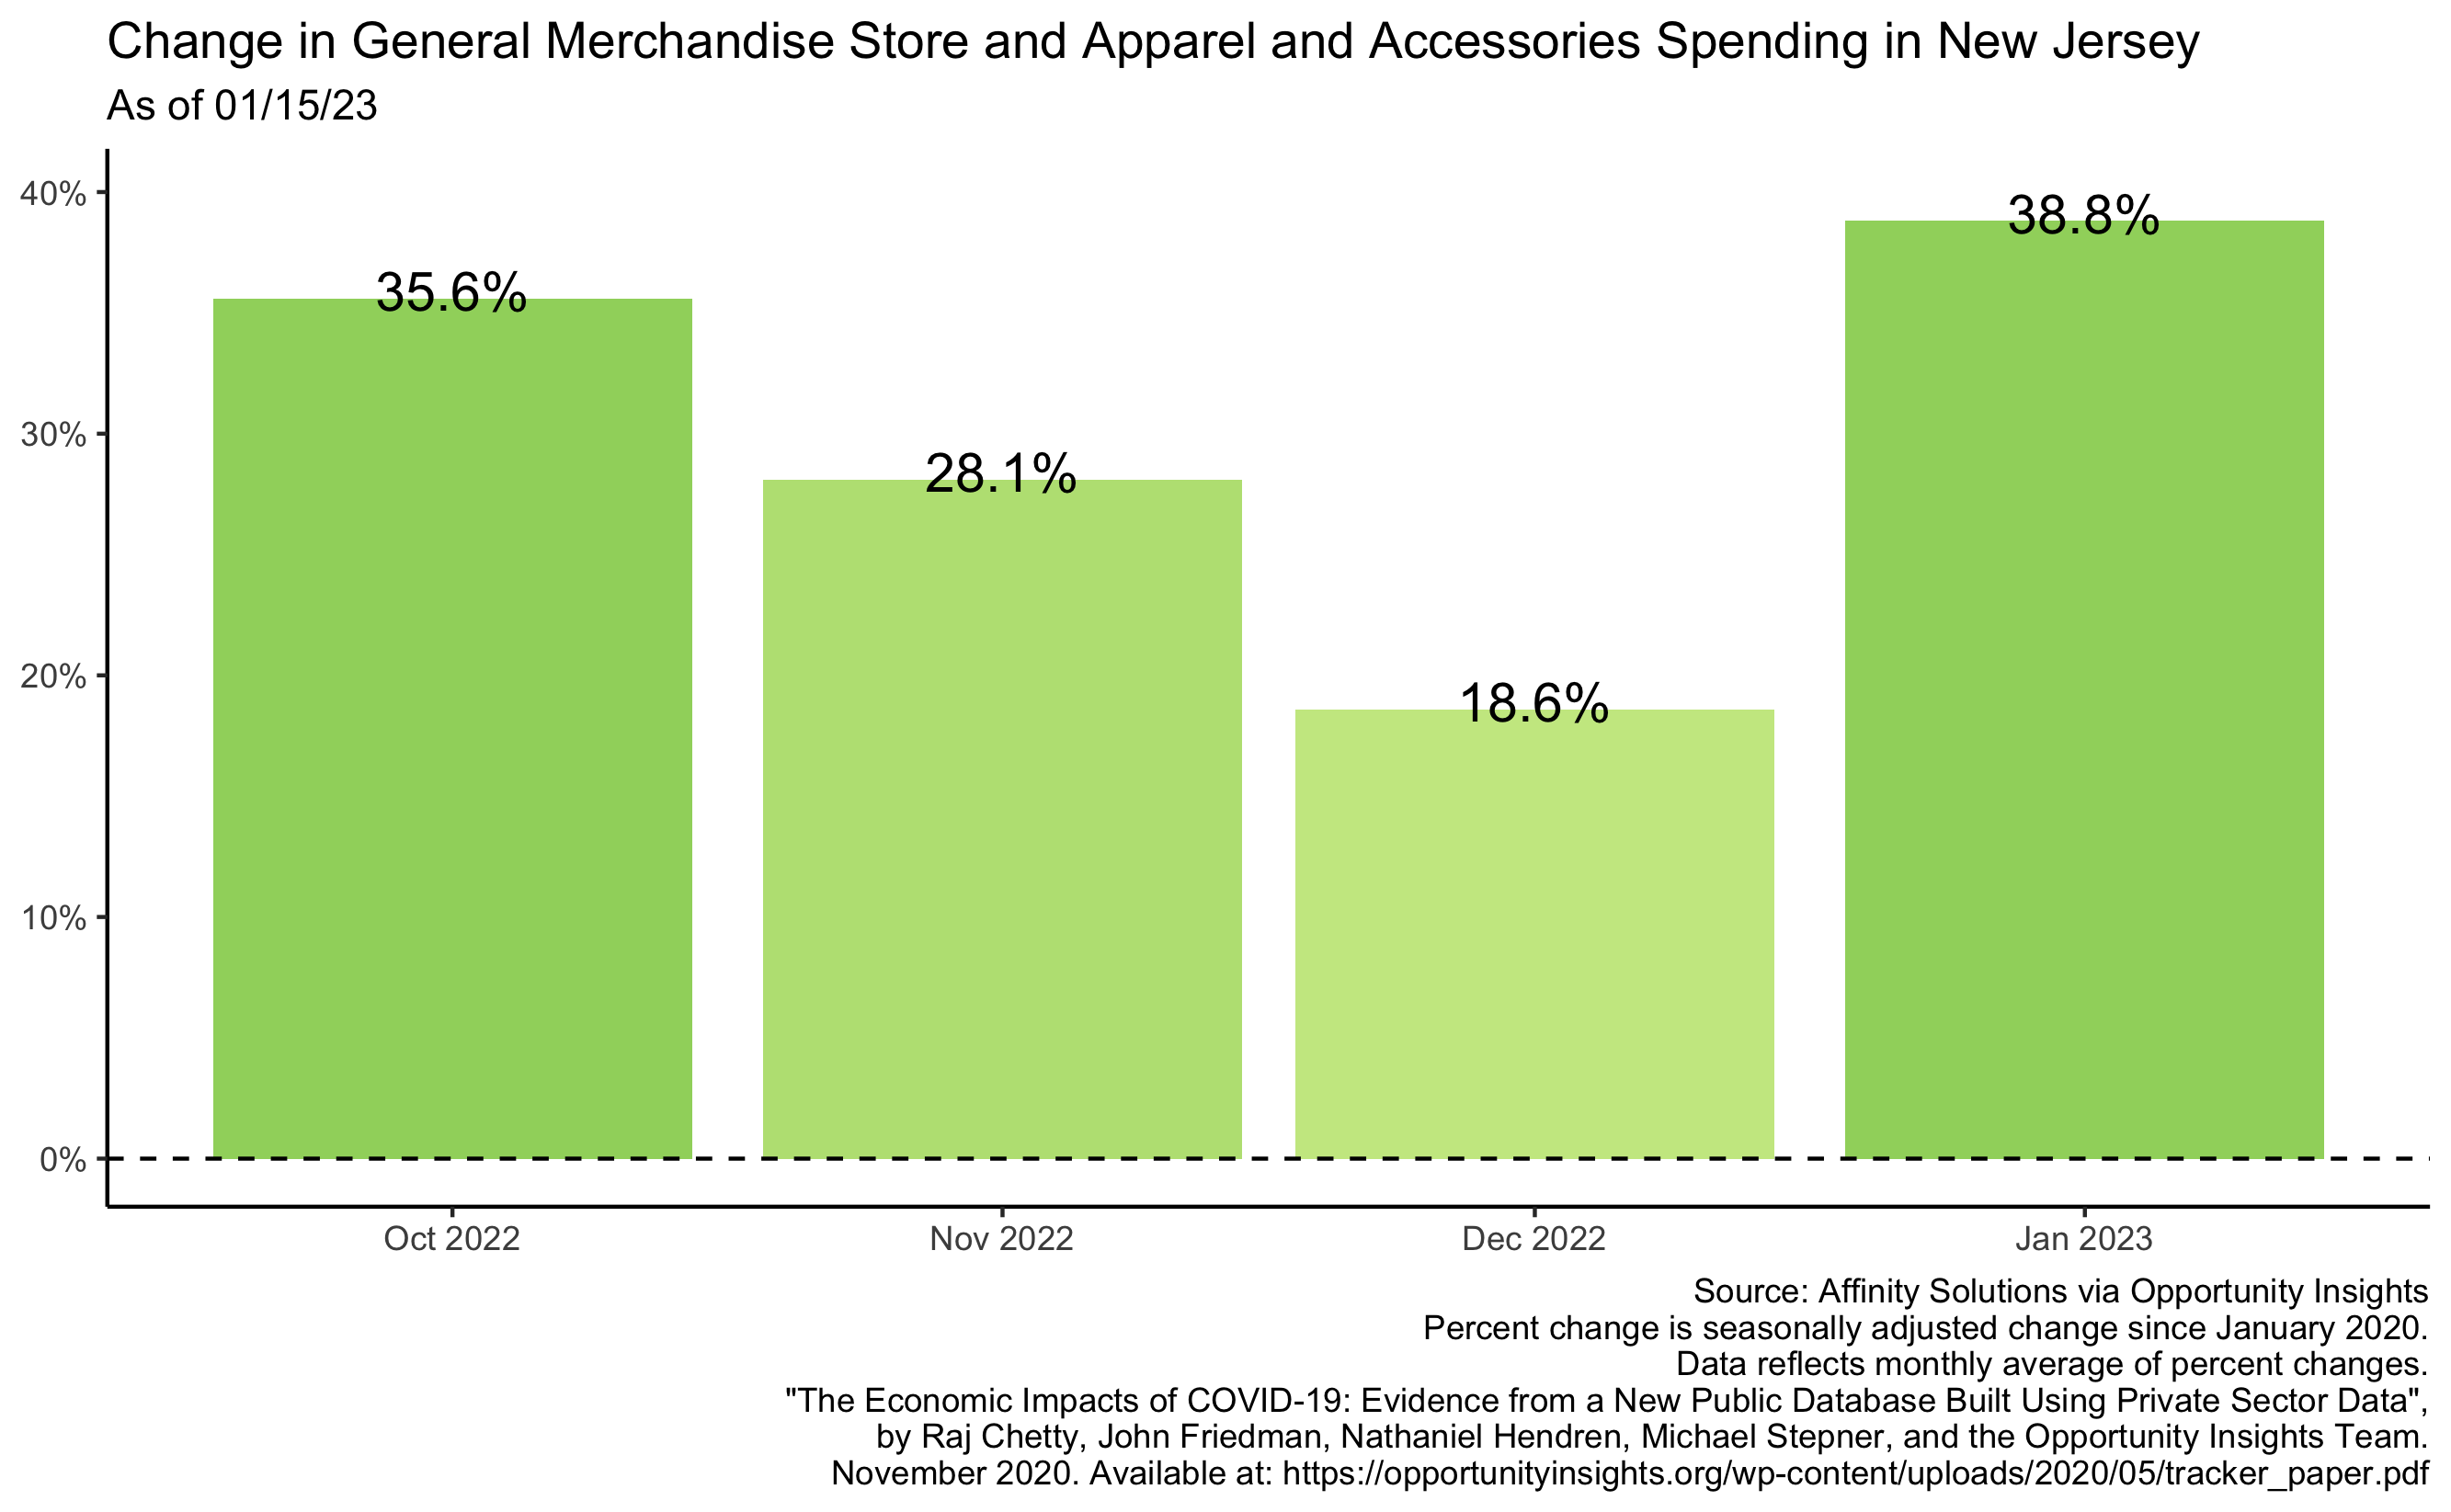 Change in General Merchandise Store and Apparel and Accessories Spending in New Jersey
As of 01/15/23
40%
30%
20%
10%
0%
35.6%
28.1%
18.6%
38.8%
Oct 2022
Nov 2022
Dec 2022
Jan 2023
Source: Affinity Solutions via Opportunity Insights
Percent change is seasonally adjusted change since January 2020.
Data reflects monthly average of percent changes.
"The Economic Impacts of COVID-19: Evidence from a New Public Database Built Using Private Sector Data",
by Raj Chetty, John Friedman, Nathaniel Hendren, Michael Stepner, and the Opportunity Insights Team.
November 2020. Available at: https://opportunityinsights.org/wp-content/uploads/2020/05/tracker_paper.pdf